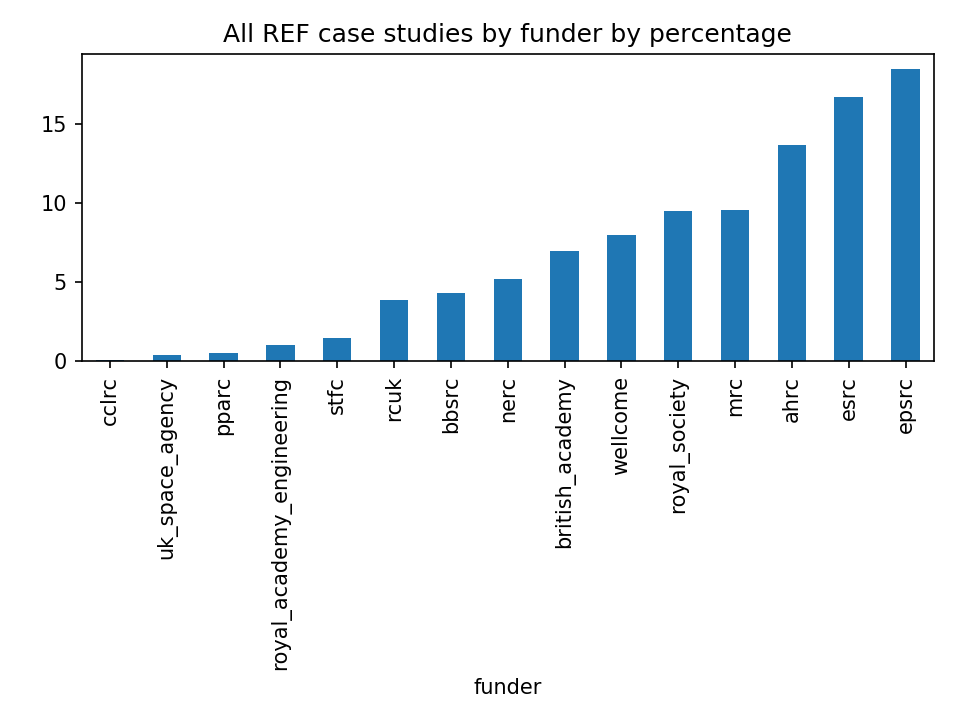 All REF case studies by funder by percentage
15
10
5
0
cclrc
uk_space_agency
pparc
royal_academy_engineering
stfc
rcuk
bbsrc
nerc
british_academy
wellcome
royal_society
mrc
ahrc
esrc
epsrc
funder